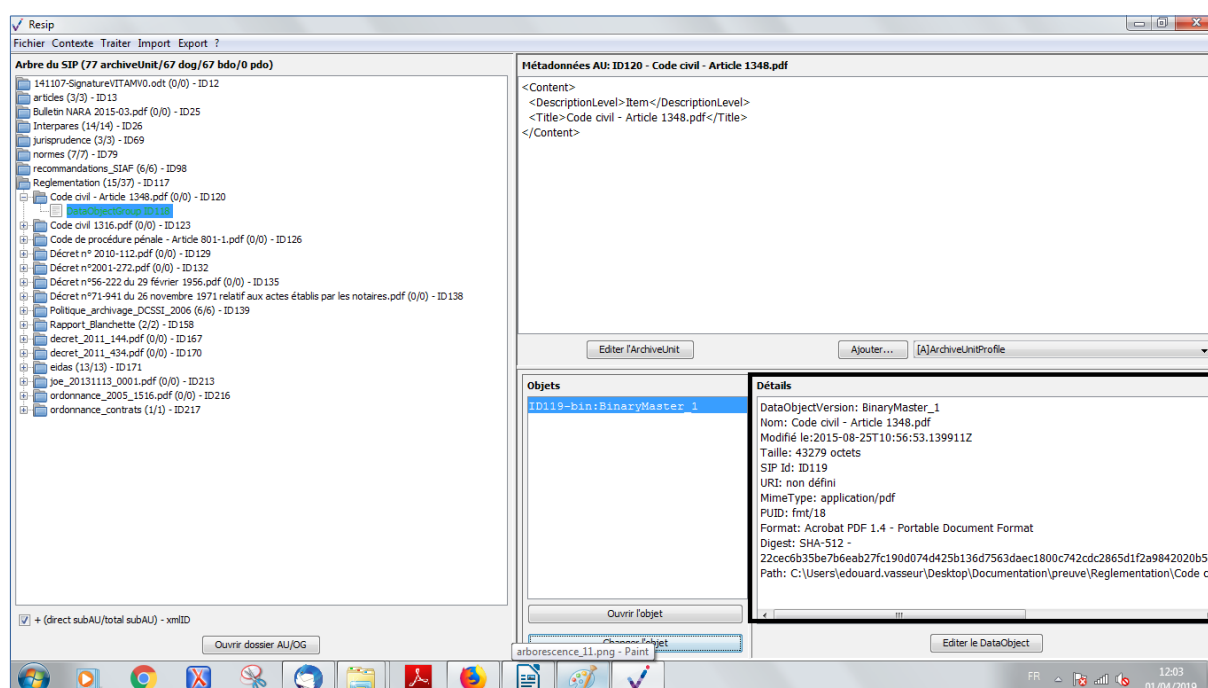 Resip
Fichier Contexte Traiter Import Export ?
Arbre du SIP (77 archiveUnit/67 dog/67 bdo/0 pdo)
141107-SignatureVITAMV0.odt (0/0) - ID12
articles (3/3) - ID13
Bulletin NARA 2015-03.pdf (0/0) - ID25
Interpares (14/14) - ID26
jurisprudence (3/3) - ID69
normes (7/7) - ID79
recommandations_SIAF (6/6) - ID98
Reglementation (15/37) - ID117
Code civil - Article 1348.pdf (0/0) - ID120
DataObjectGroup ID118
Code civil 1316.pdf (0/0) - ID123
Code de procédure pénale - Article 801-1.pdf (0/0) - ID126
Décret n° 2010-112.pdf (0/0) - ID129
Décret n°2001-272.pdf (0/0) - ID132
Décret n°56-222 du 29 février 1956.pdf (0/0) - ID135
Décret n°71-941 du 26 novembre 1971 relatif aux actes établis par les notaires.pdf (0/0) - ID138
Politique_archivage_DCSSI_2006 (6/6) - ID139
Rapport_Blanchette (2/2) - ID158
decret_2011_144.pdf (0/0) - ID167
decret_2011_434.pdf (0/0) - ID170
eidas (13/13) - ID171
joe_20131113_0001.pdf (0/0) - ID213
ordonnance_2005_1516.pdf (0/0) - ID216
ordonnance_contrats (1/1) - ID217
+ (direct subAU/total subAU) - xmlID
Ouvrir dossier AU/OG
Métadonnées AU: ID120 - Code civil - Article 1348.pdf
<Content>
<DescriptionLevel>Item</DescriptionLevel>
<Title>Code civil - Article 1348.pdf</Title>
</Content>
Editer l'ArchiveUnit
Ajouter...
[A]ArchiveUnitProfile
Objets
ID119-bin:BinaryMaster_1
Ouvrir l'objet
Changer l'objet
Détails
DataObjectVersion: BinaryMaster_1
Nom: Code civil - Article 1348.pdf
Modifié le:2015-08-25T10:56:53.139911Z
Taille: 43279 octets
SIP Id: ID119
URI: non défini
MimeType: application/pdf
PUID: fmt/18
Format: Acrobat PDF 1.4 - Portable Document Format
Digest: SHA-512 -
22cec6b35be7b6eab27fc190d074d425b136d7563daec1800c742cdc2865d1f2a9842020b5
Path: C:\Users\edouard.vasseur\Desktop\Documentation\preuve\Reglementation\Code c
Editer le DataObject
arborescence_11.png - Paint
FR
12:03
01/04/2019